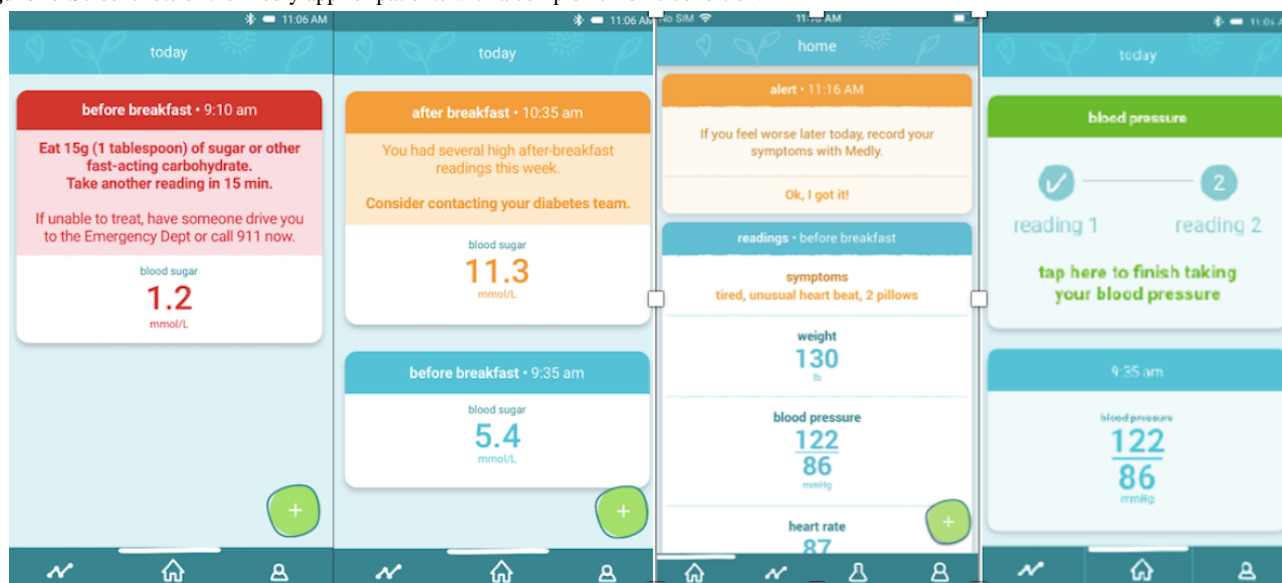 11:06 AM
today
before breakfast • 9:10 am
Eat 15g (1 tablespoon) of sugar or other
fast-acting carbohydrate.
Take another reading in 15 min.
If unable to treat, have someone drive you
to the Emergency Dept or call 911 now.
blood sugar
1.2
mmol/L
+
11:06 AM
today
after breakfast • 10:35 am
You had several high after-breakfast
readings this week.
Consider contacting your diabetes team.
blood sugar
11.3
mmol/L
before breakfast • 9:35 am
blood sugar
5.4
mmol/L
+
No SIM
AM
home
alert • 11:16 AM
If you feel worse later today, record your
symptoms with Medly.
Ok, I got it!
readings • before breakfast
symptoms
tired, unusual heart beat, 2 pillows
weight
130
lb
blood pressure
122
86
mmHg
heart rate
87
+
today
blood pressure
2
reading 1 reading 2
tap here to finish taking
your blood pressure
9:35 am
blood pressure
122
86
mmHg